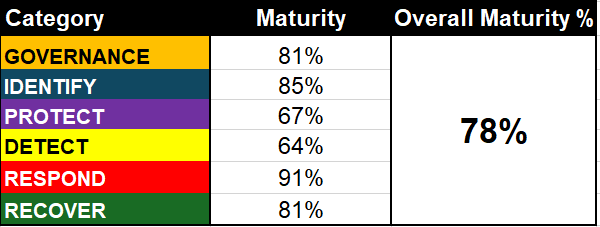 Category Maturity Overall Maturity %
GOVERNANCE 81%
IDENTIFY 85%
PROTECT 67%
78%
DETECT 64%
RESPOND 91%
RECOVER 81%